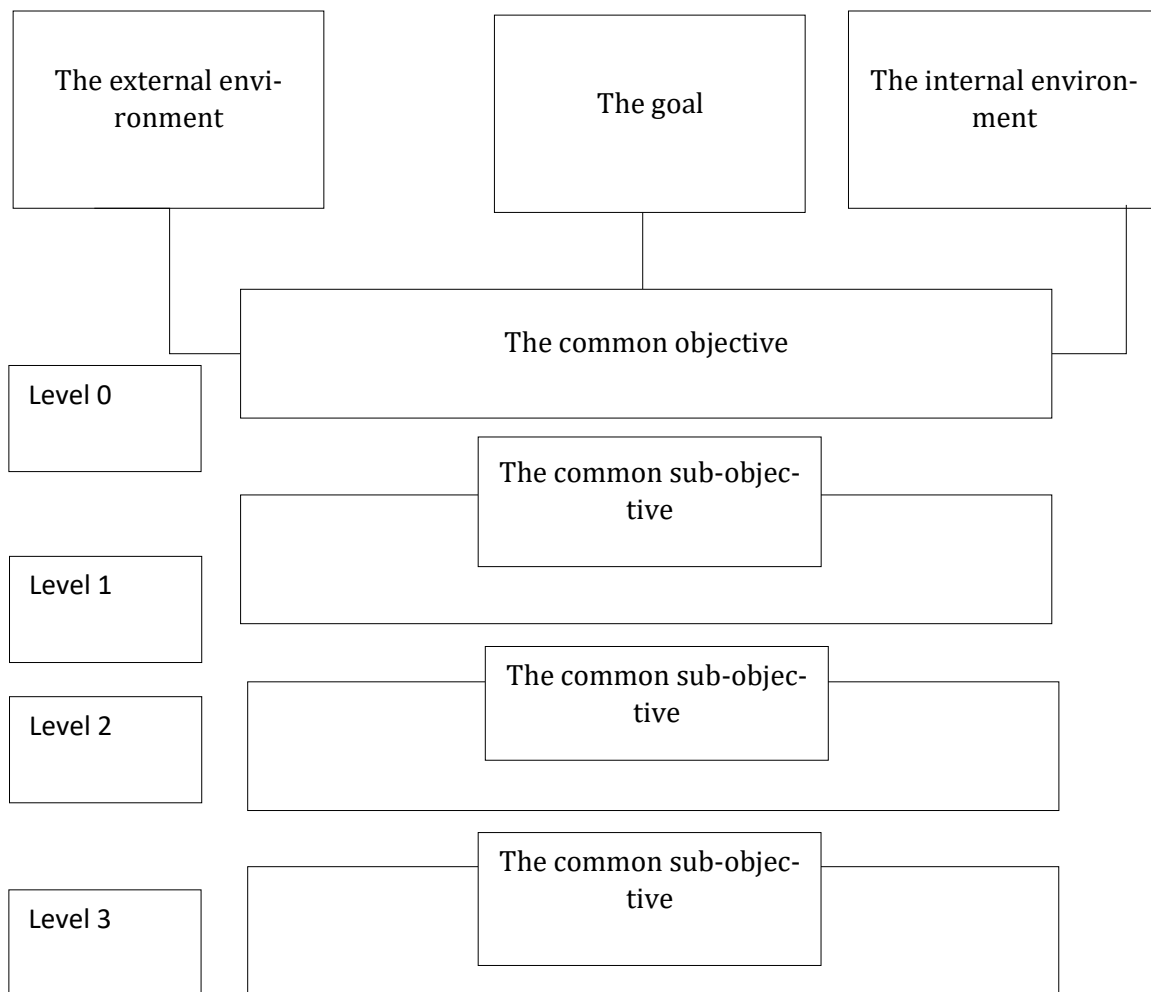 The external envi-
ronment
The goal
The internal environ-
ment
The common objective
Level 0
The common sub-objec-
tive
Level 1
The common sub-objec-
tive
Level 2
The common sub-objec-
tive
Level 3